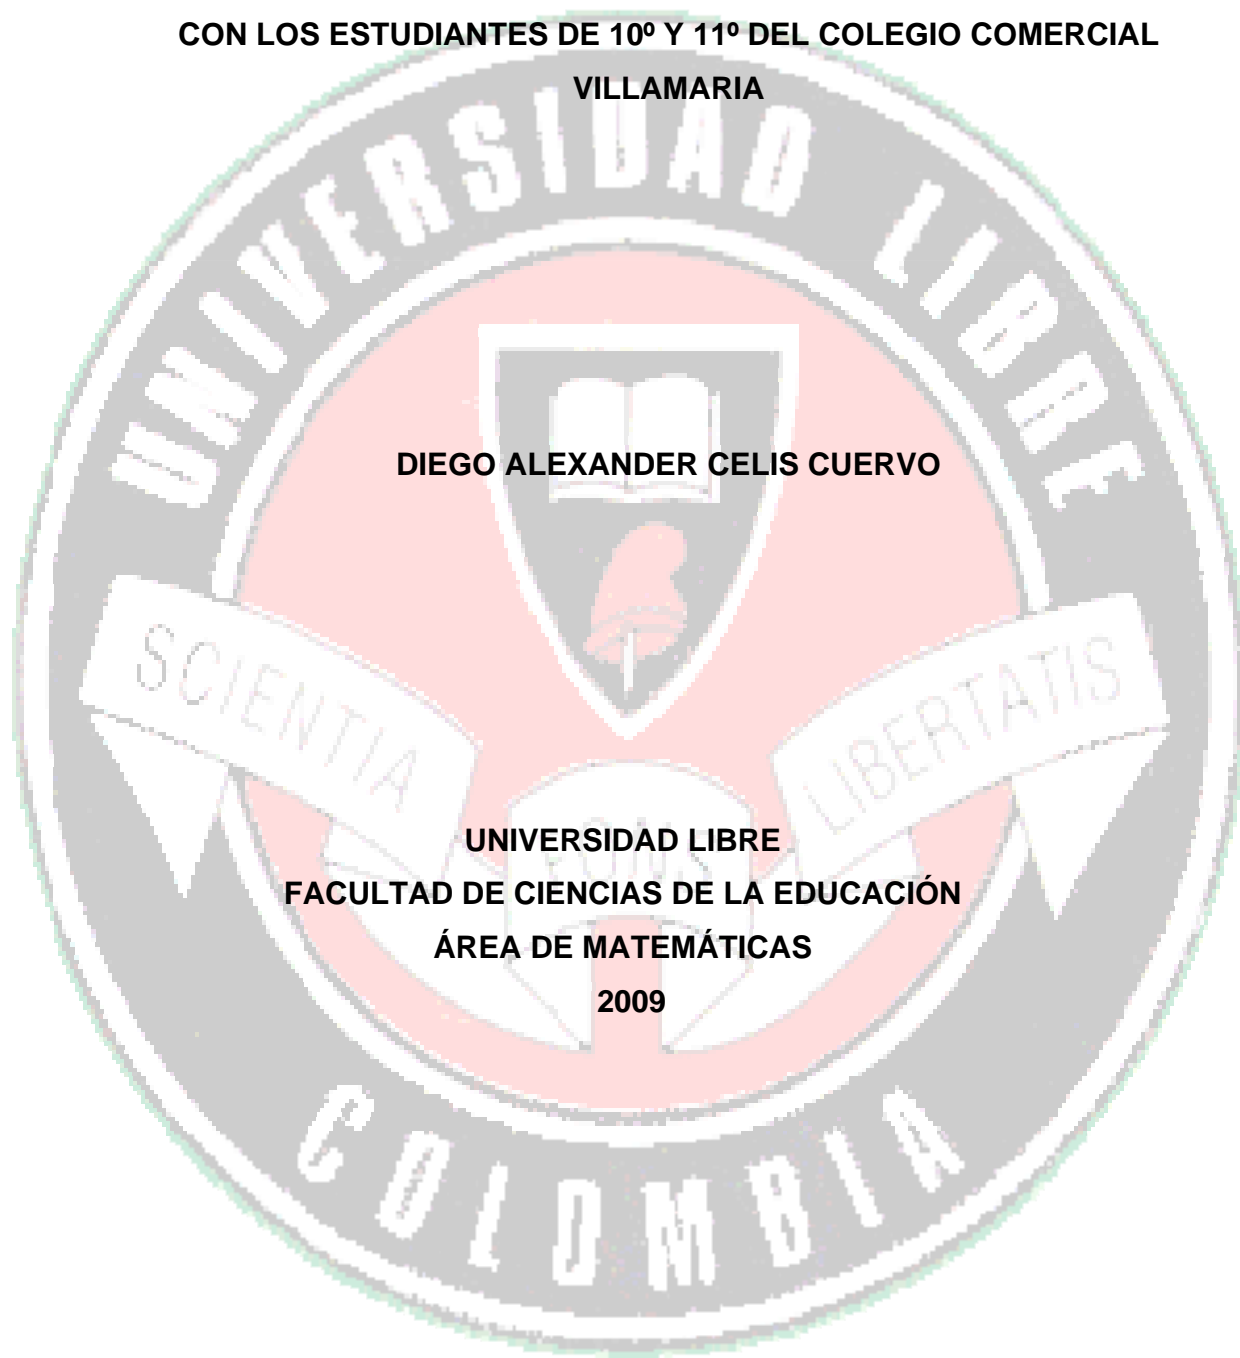 CON LOS ESTUDIANTES DE 10º Y 11º DEL COLEGIO COMERCIAL
VILLAMARIA
UNIVERSIDAD LIBRE
DIEGO ALEXANDER CELIS CUERVO
SCIENTIA
LIBERTATIS
UNIVERSIDAD LIBRE
FACULTAD DE CIENCIAS DE LA EDUCACIÓN
ÁREA DE MATEMÁTICAS
2009
COLOMBIA